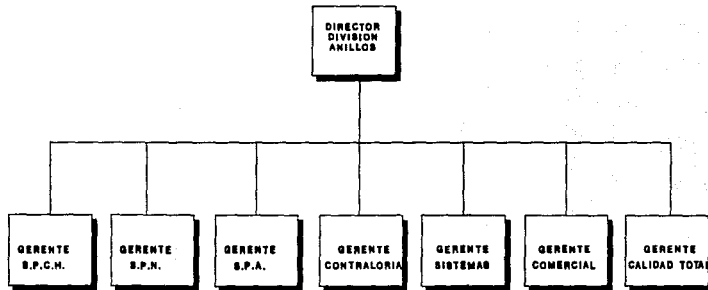 DIRECTOR
DIVISION
ANILLOS
GERENTE
S.P.C.H.
GERENTE
S.P.N.
GERENTE
S.P.A.
GERENTE
CONTRALORIA
GERENTE
SISTEMAS
GERENTE
COMERCIAL
GERENTE
CALIDAD TOTAL